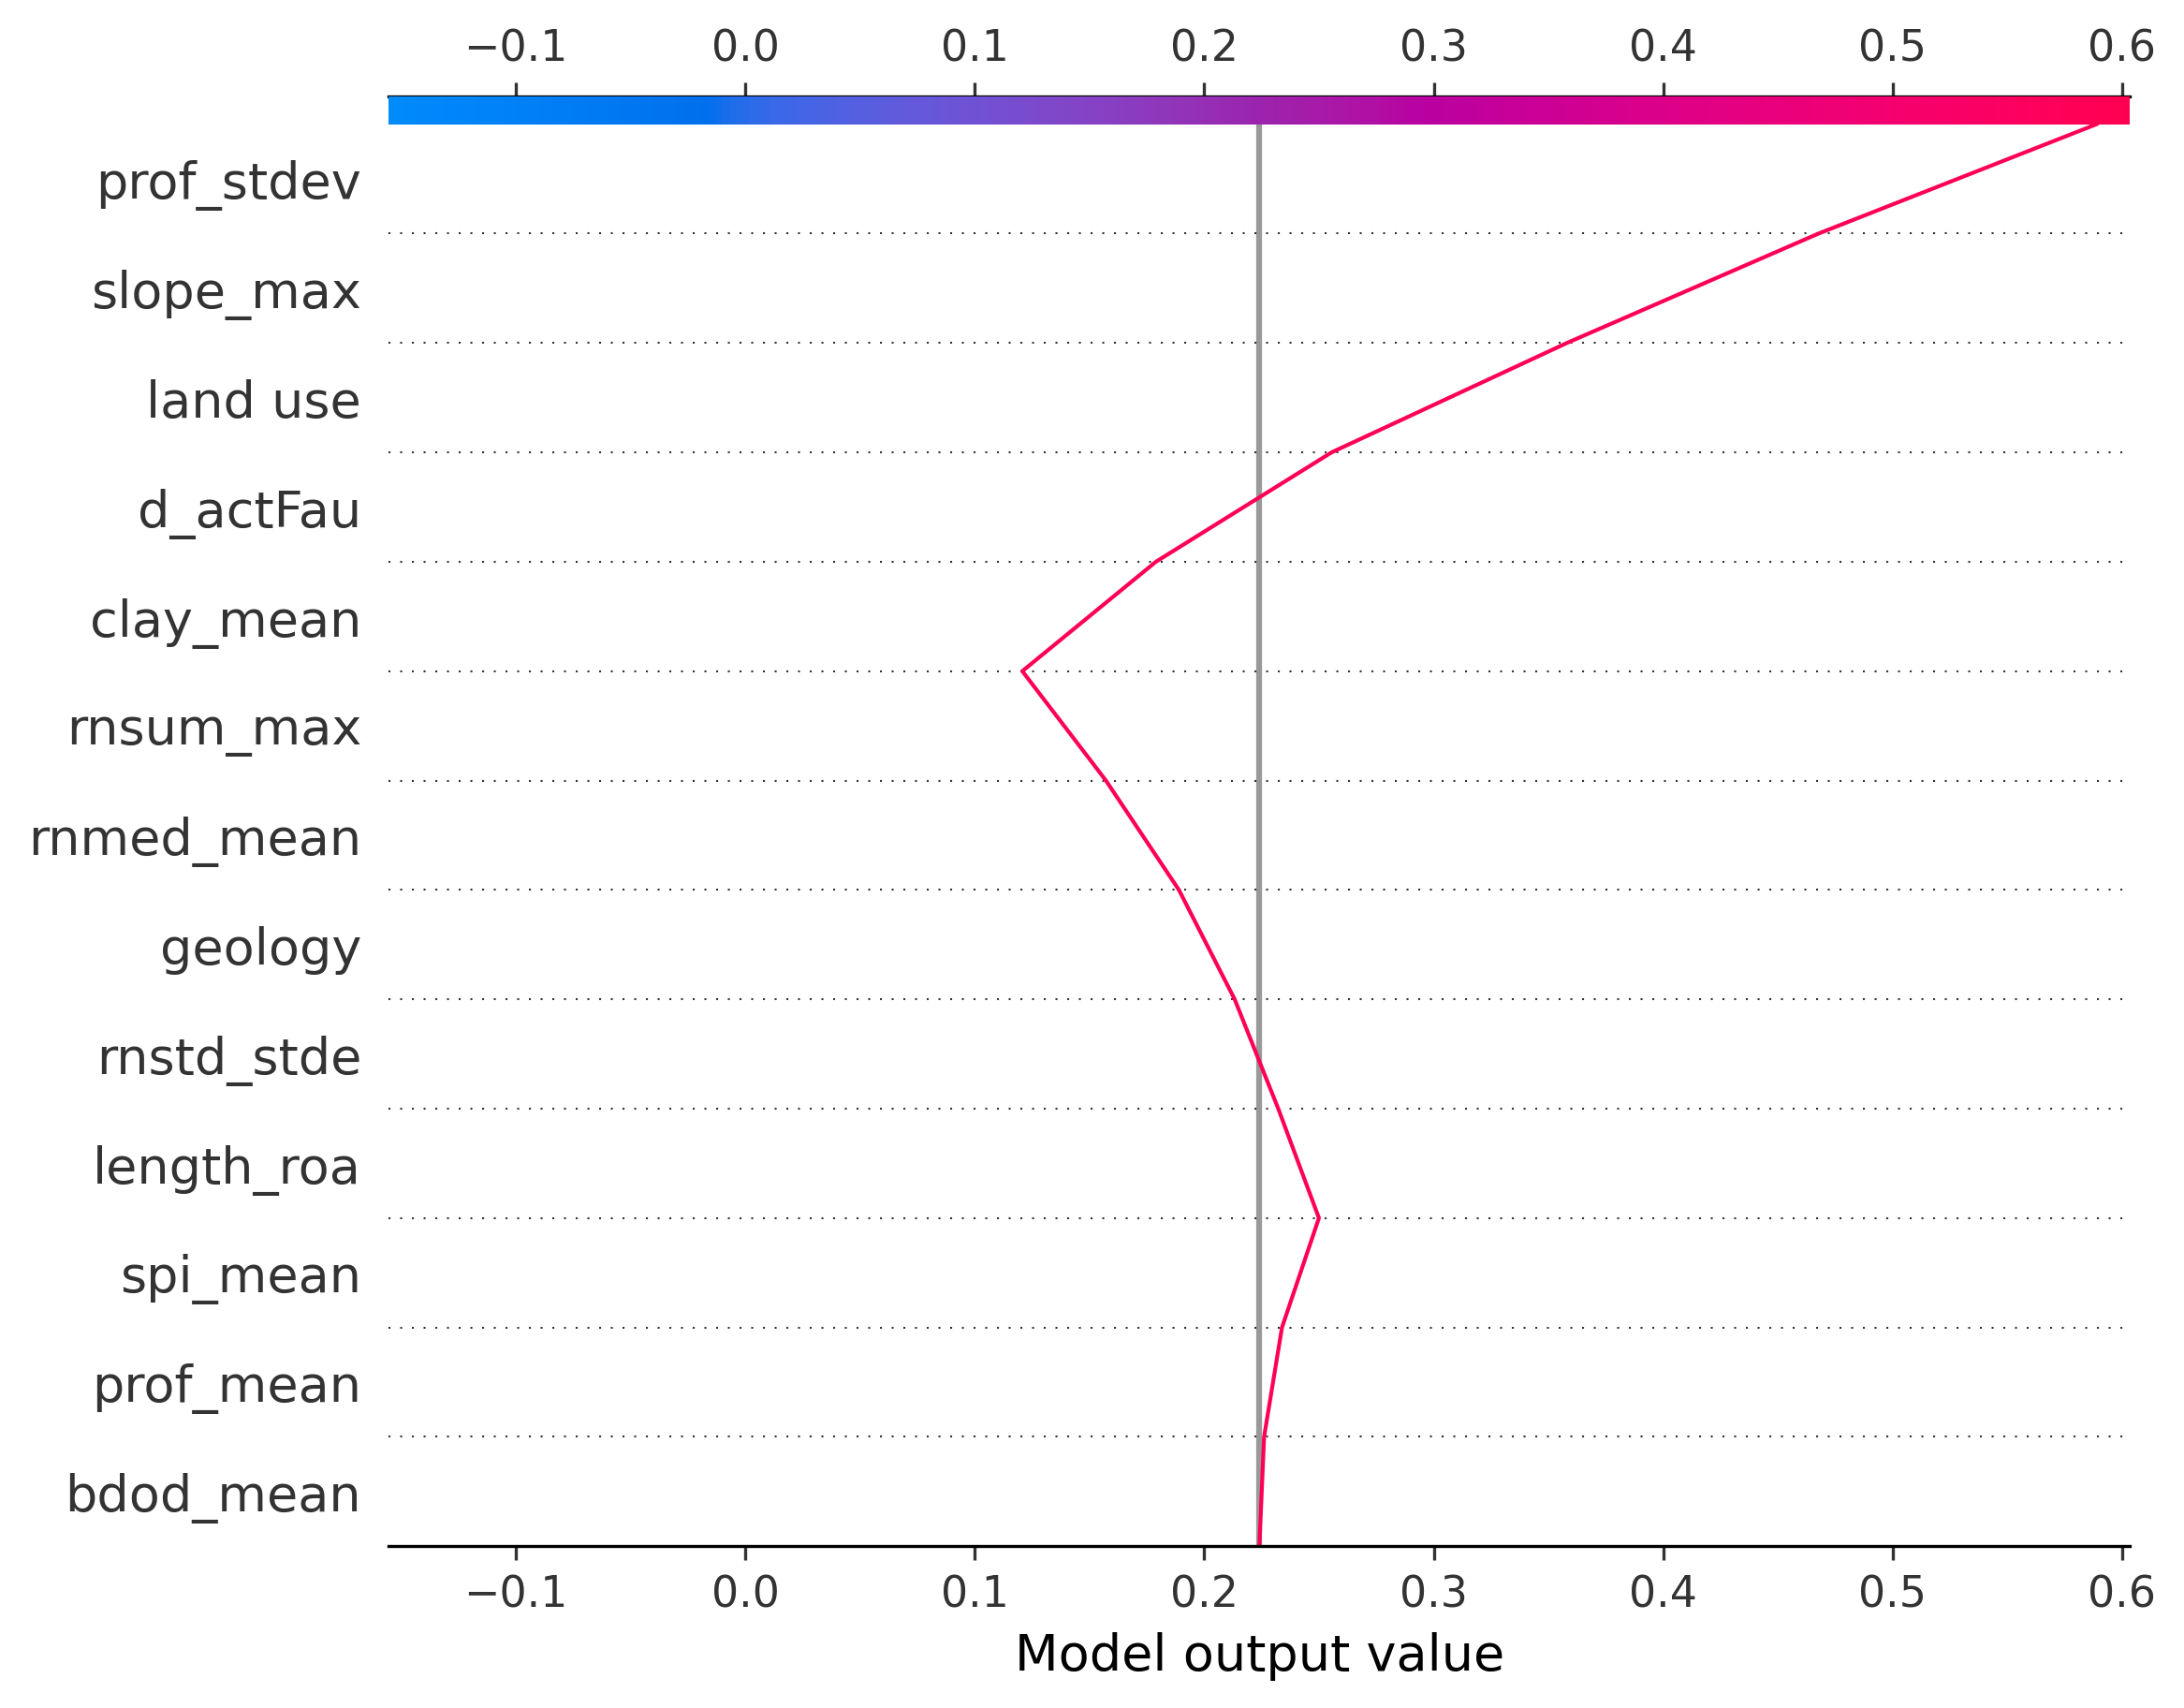 −0.1 0.0 0.1 0.2 0.3 0.4 0.5 0.6
prof_stdev
slope_max
land use
d_actFau
clay_mean
rnsum_max
rnmed_mean
geology
rnstd_stde
length_roa
spi_mean
prof_mean
bdod_mean
−0.1 0.0 0.1 0.2 0.3 0.4 0.5 0.6
Model output value